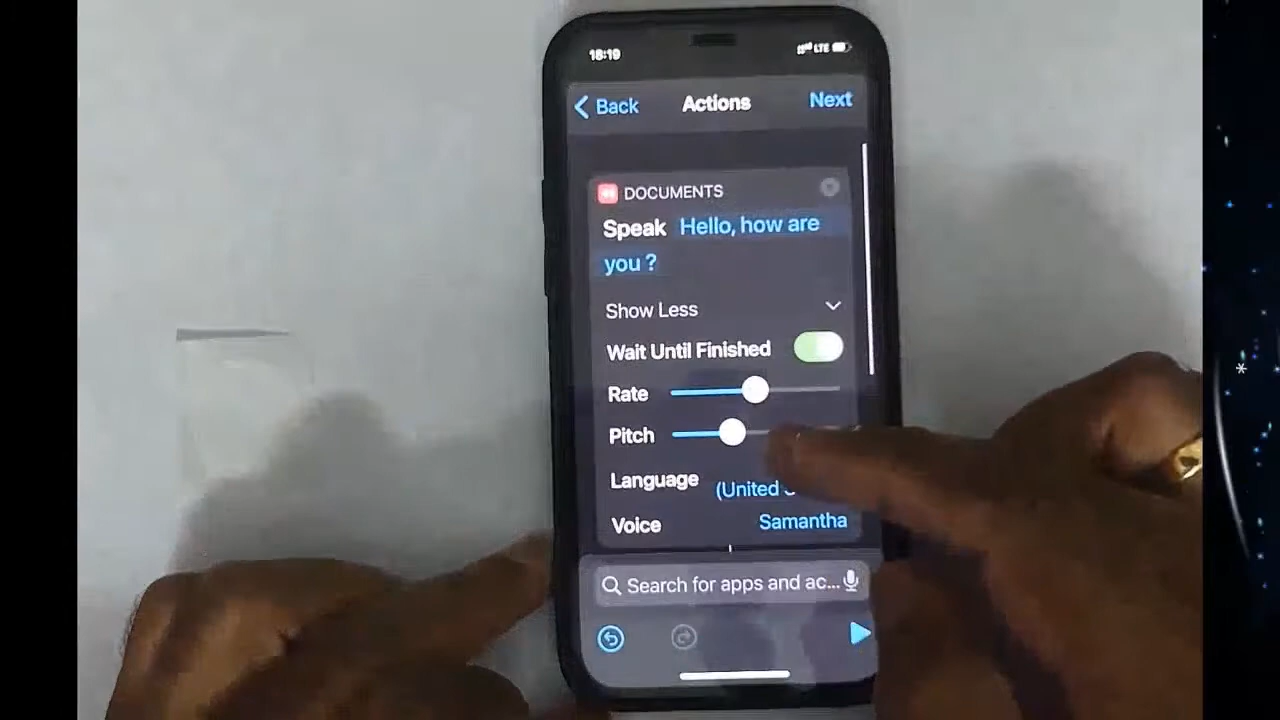 18:19
LTE
Back Actions Next
DOCUMENTS
Speak Hello, how are
you ?
Show Less
Wait Until Finished
Rate
Pitch
Language
(United
Voice Samantha
Search for apps and ac...